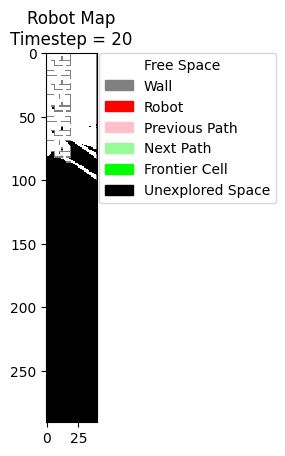 Robot Map
Timestep = 20
Free Space
Wall
Robot
Previous Path
Next Path
Frontier Cell
Unexplored Space
0
50
100
150
200
250
0 25